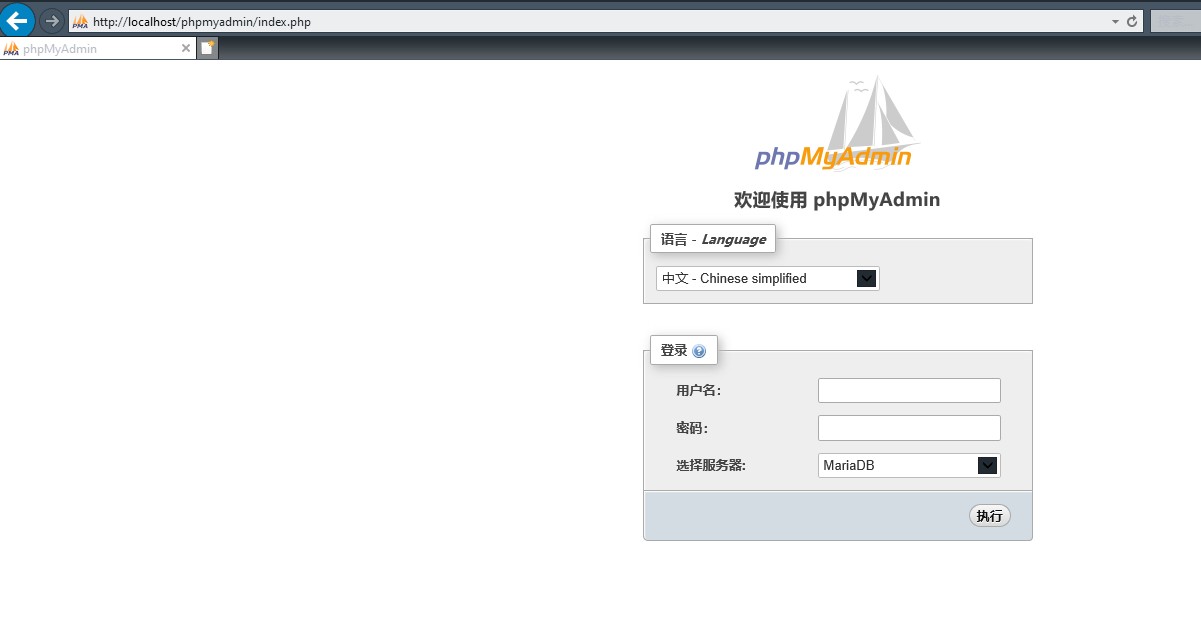 http://localhost/phpmyadmin/index.php
PMA phpMyAdmin
phpMyAdmin
欢迎使用 phpMyAdmin
语言 - Language
中文 - Chinese simplified
登录
用户名:
密码:
选择服务器: MariaDB
执行